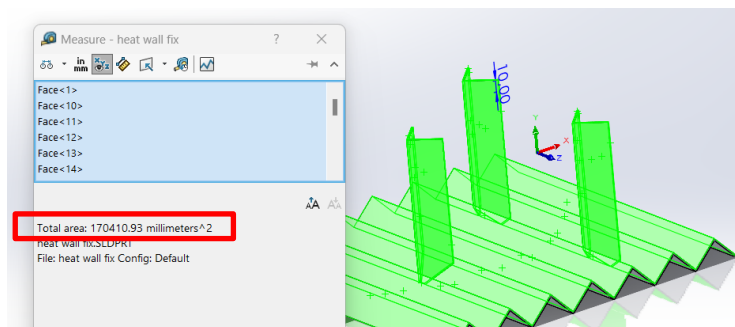 Measure - heat wall fix
in
mm
Face<1>
Face<10>
Face<11>
Face<12>
Face<13>
Face<14>
Total area: 170410.93 millimeters^2
heat wall fix.SLDPRT
File: heat wall fix Config: Default
10.00
Y
X
Z